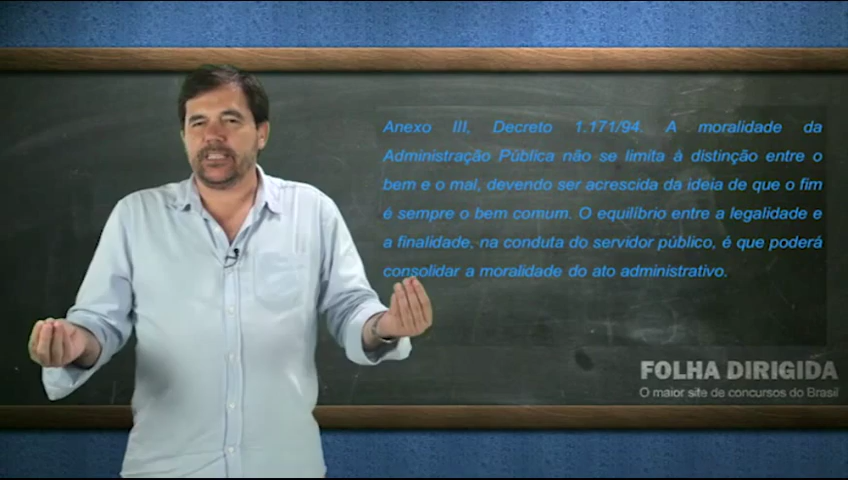 Anexo III, Decreto 1.171/94. A moralidade da
Administração Pública não se limita à distinção entre o
bem e o mal, devendo ser acrescida da ideia de que o fim
é sempre o bem comum. O equilíbrio entre a legalidade e
a finalidade, na conduta do servidor público, é que poderá
consolidar a moralidade do ato administrativo.
FOLHA DIRIGIDA
O maior site de concursos do Brasil